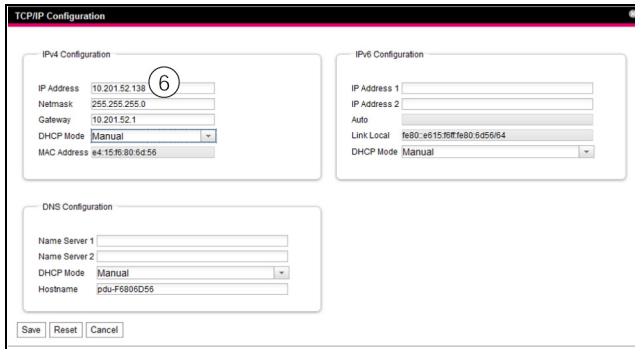 TCP/IP Configuration
IPv4 Configuration
IP Address 10.201.52.138
6
Netmask 255.255.255.0
Gateway 10.201.52.1
DHCP Mode Manual
MAC Address e4:15:f6:80:6d:56
IPv6 Configuration
IP Address 1
IP Address 2
Auto
Link Local fe80::e615:f6ff:fe80:6d56/64
DHCP Mode Manual
DNS Configuration
Name Server 1
Name Server 2
DHCP Mode Manual
Hostname pdu-F6806D56
Save Reset Cancel